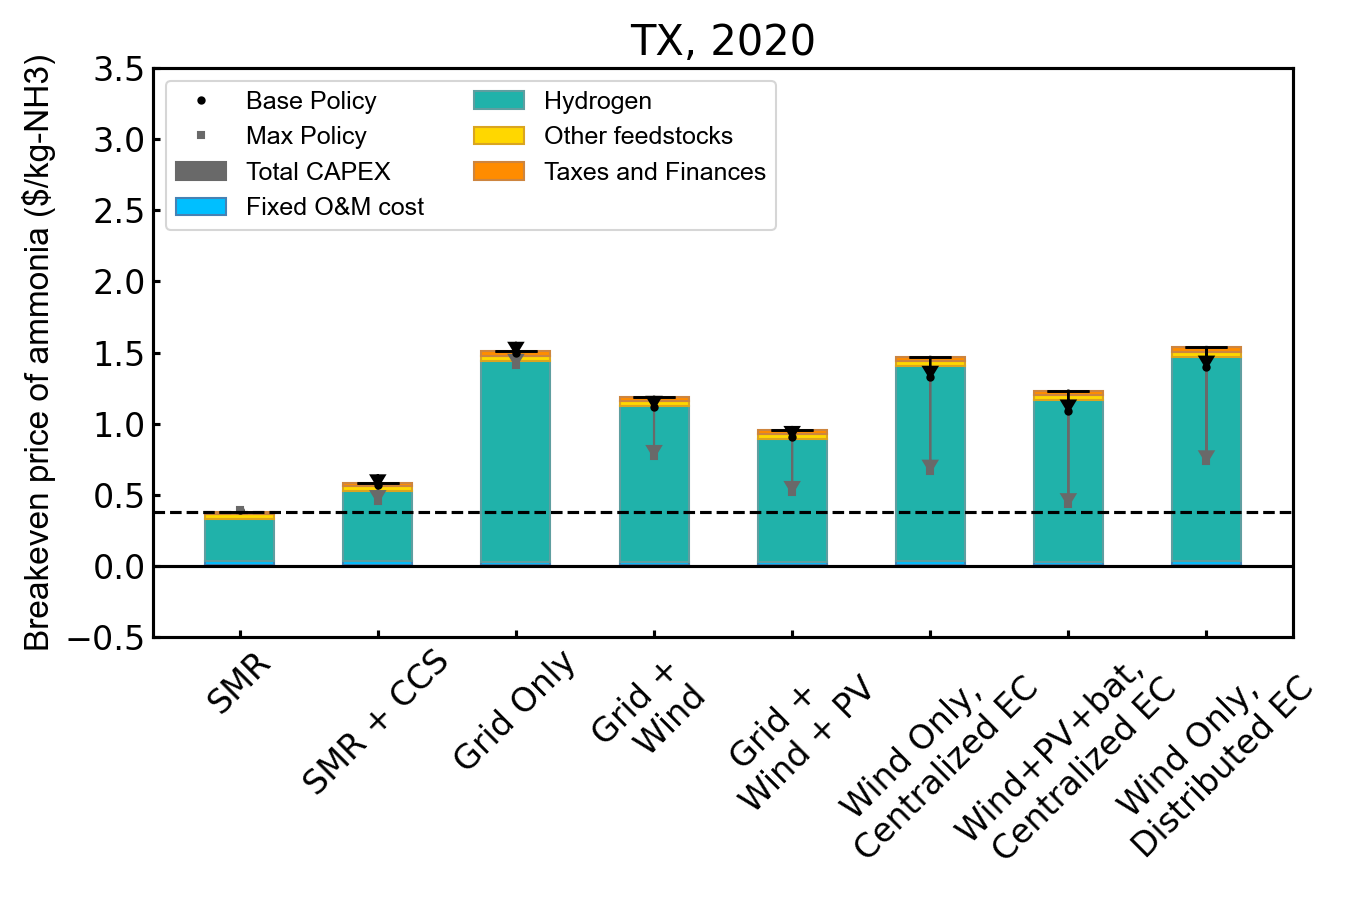 TX, 2020
Breakeven price of ammonia ($/kg-NH3)
3.5
3.0
2.5
2.0
1.5
1.0
0.5
0.0
−0.5
Base Policy
Max Policy
Total CAPEX
Fixed O&M cost
Hydrogen
Other feedstocks
Taxes and Finances
SMR
SMR + CCS
Grid Only
Grid +
Wind
Grid +
Wind + PV
Wind Only,
Centralized EC
Wind+PV+bat,
Centralized EC
Wind Only,
Distributed EC